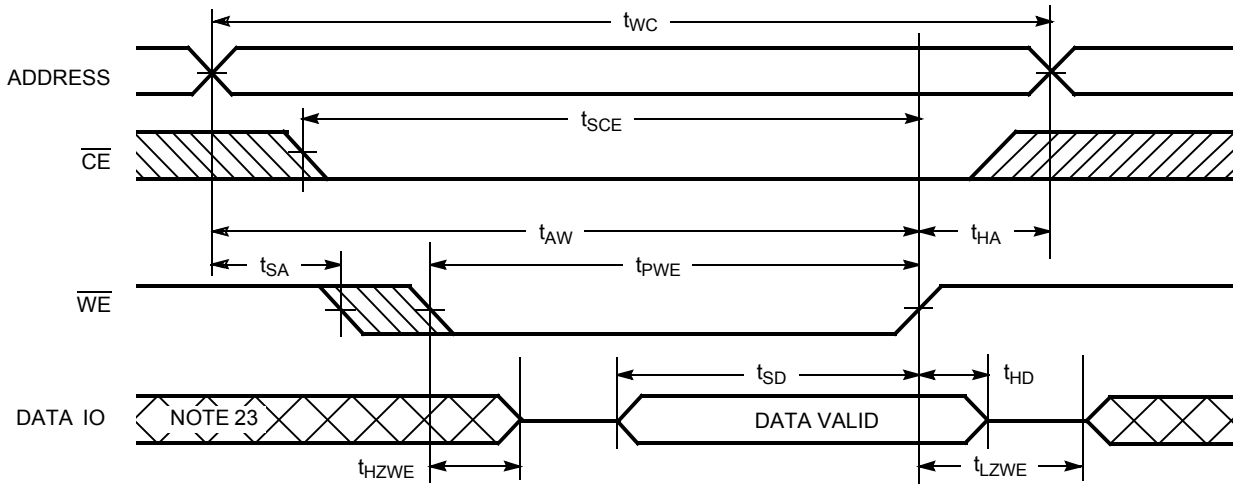 tWC
ADDRESS
tSCE
CE
tAW
tHA
tSA
tPWE
WE
tSD
tHD
DATA IO
NOTE 23
DATA VALID
tHZWE
tLZWE